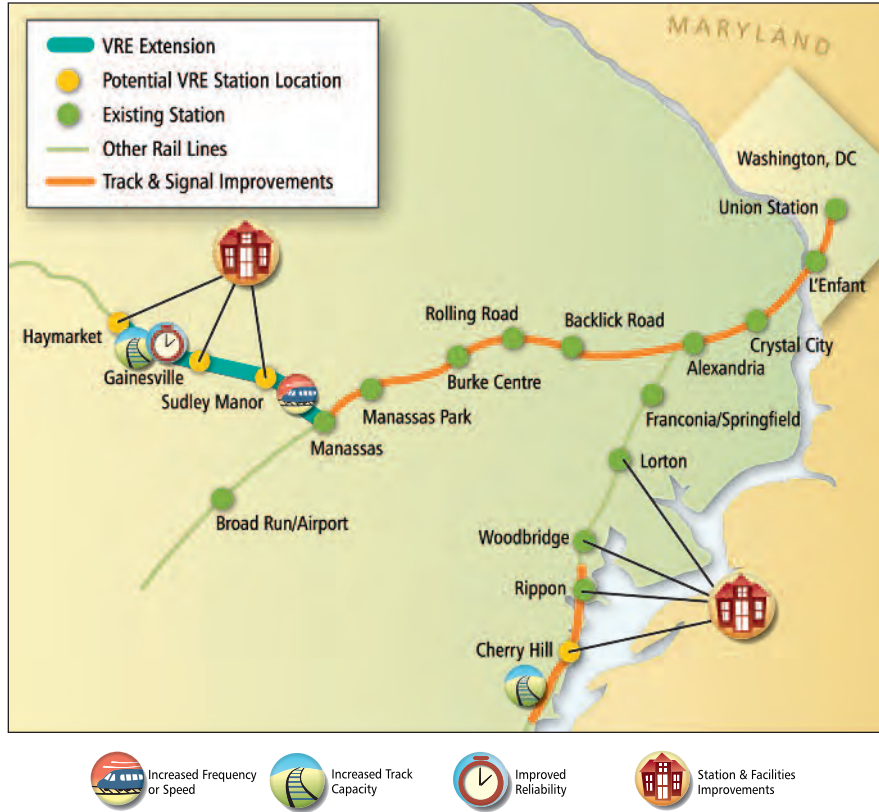 MARYLAND
VRE Extension
Potential VRE Station Location
Existing Station
Other Rail Lines
Track & Signal Improvements
Washington, DC
Union Station
L'Enfant
Rolling Road
Backlick Road
Crystal City
Haymarket
Alexandria
Gainesville
Burke Centre
Sudley Manor
Manassas Park
Franconia/Springfield
Manassas
Lorton
Broad Run/Airport
Woodbridge
Rippon
Cherry Hill
Increased Frequency
or Speed
Increased Track
Capacity
Improved
Reliability
Station & Facilities
Improvements